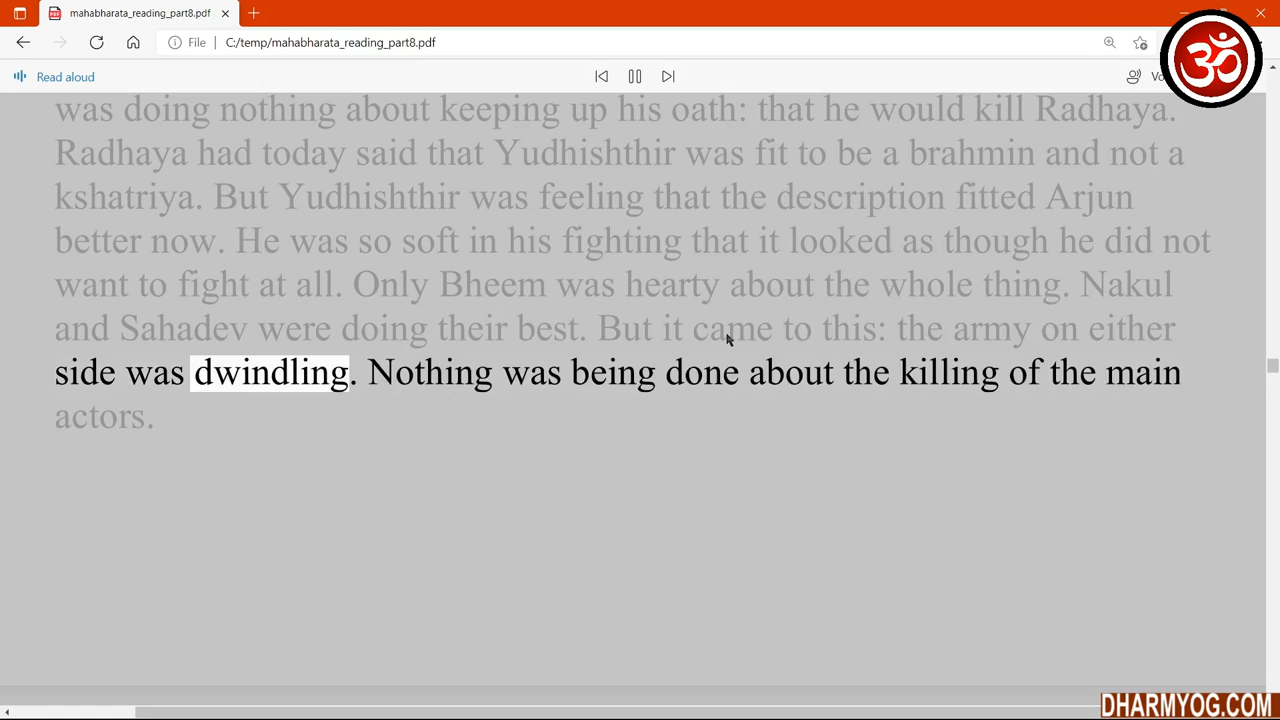 mahabharata_reading_part8.pdf
File C:/temp/mahabharata_reading_part8.pdf
Read aloud
was doing nothing about keeping up his oath: that he would kill Radhaya.
Radhaya had today said that Yudhishthir was fit to be a brahmin and not a
kshatriya. But Yudhishthir was feeling that the description fitted Arjun
better now. He was so soft in his fighting that it looked as though he did not
want to fight at all. Only Bheem was hearty about the whole thing. Nakul
and Sahadev were doing their best. But it came to this: the army on either
side was dwindling. Nothing was being done about the killing of the main
actors.
ॐ
DHARMYOG.COM